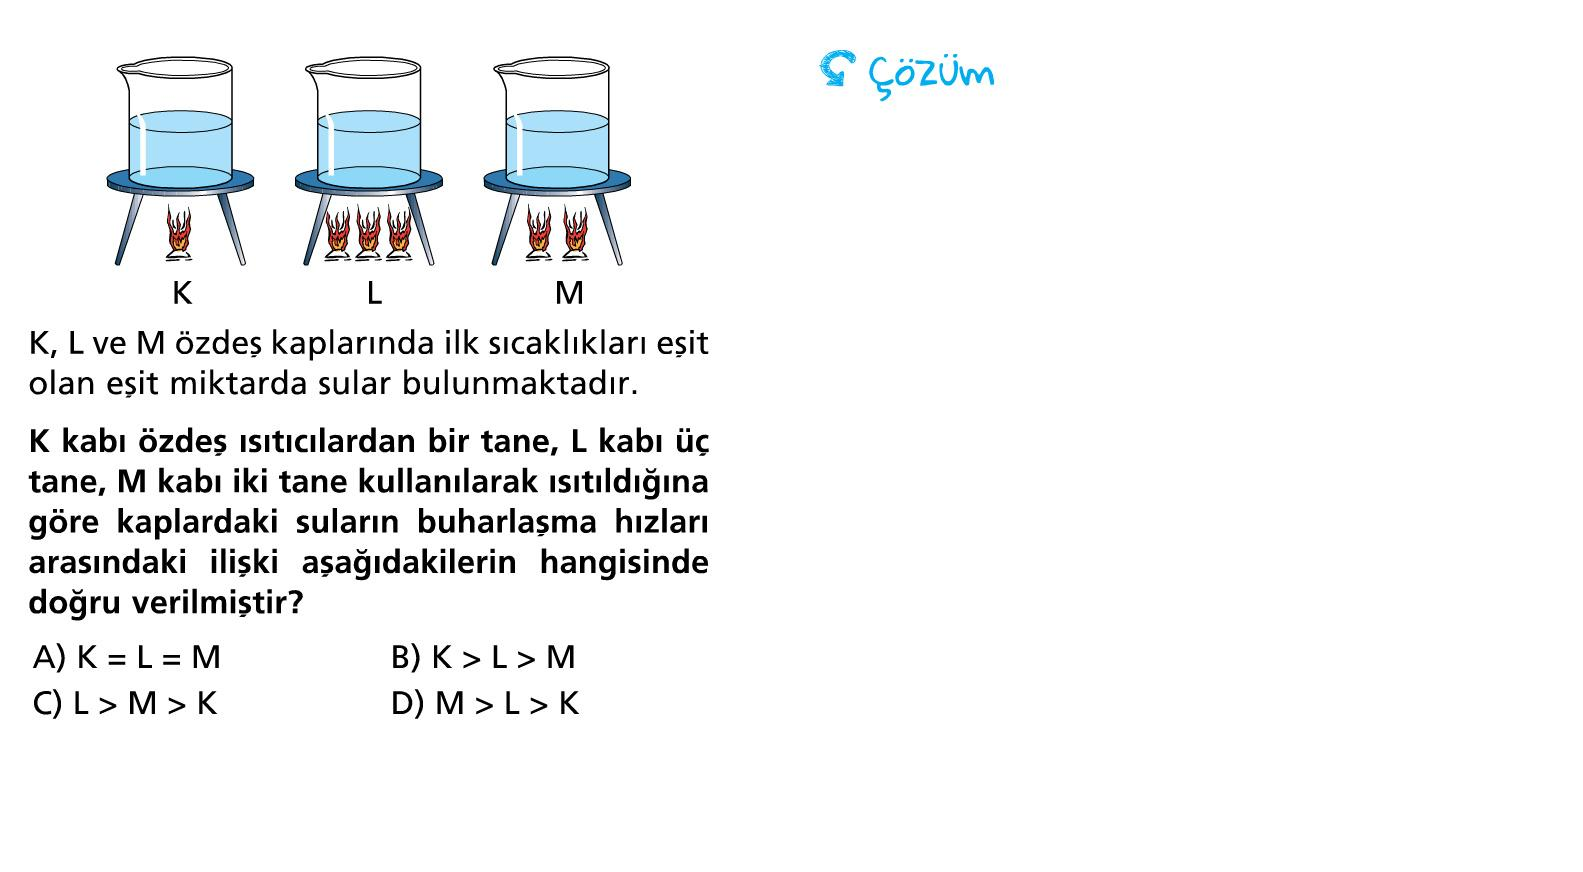 K
L
M
K, L ve M özdeş kaplarında ilk sıcaklıkları eşit
olan eşit miktarda sular bulunmaktadır.
K kabı özdeş ısıtıcılardan bir tane, L kabı üç
tane, M kabı iki tane kullanılarak ısıtıldığına
göre kaplardaki suların buharlaşma hızları
arasındaki ilişki aşağıdakilerin hangisinde
doğru verilmiştir?
A) K = L = M
B) K > L > M
C) L > M > K
D) M > L > K
Çözüm